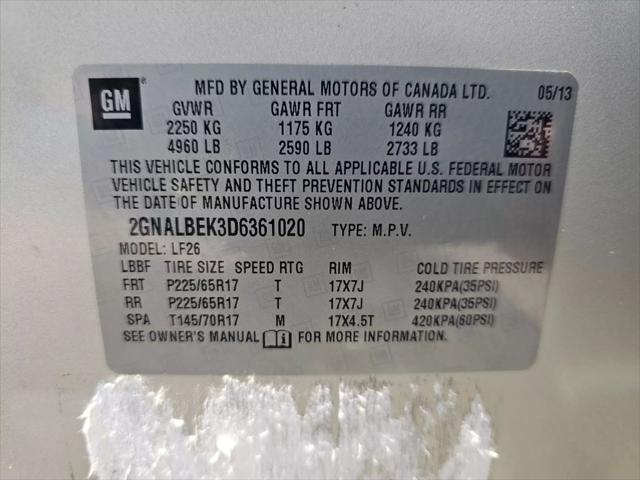 GM
MFD BY GENERAL MOTORS OF CANADA LTD. 05/13
GVWR GAWR FRT GAWR RR
2250 KG 1175 KG 1240 KG
4960 LB 2590 LB 2733 LB
THIS VEHICLE CONFORMS TO ALL APPLICABLE U.S. FEDERAL MOTOR
VEHICLE SAFETY AND THEFT PREVENTION STANDARDS IN EFFECT ON
THE DATE OF MANUFACTURE SHOWN ABOVE.
2GNALBEK3D6361020 TYPE: M.P.V.
MODEL: LF26
LBBF TIRE SIZE SPEED RTG RIM COLD TIRE PRESSURE
FRT P225/65R17 T 17X7J 240KPA(35PSI)
RR P225/65R17 T 17X7J 240KPA(35PSI)
SPA T145/70R17 M 17X4.5T 420KPA(60PSI)
SEE OWNER'S MANUAL FOR MORE INFORMATION.